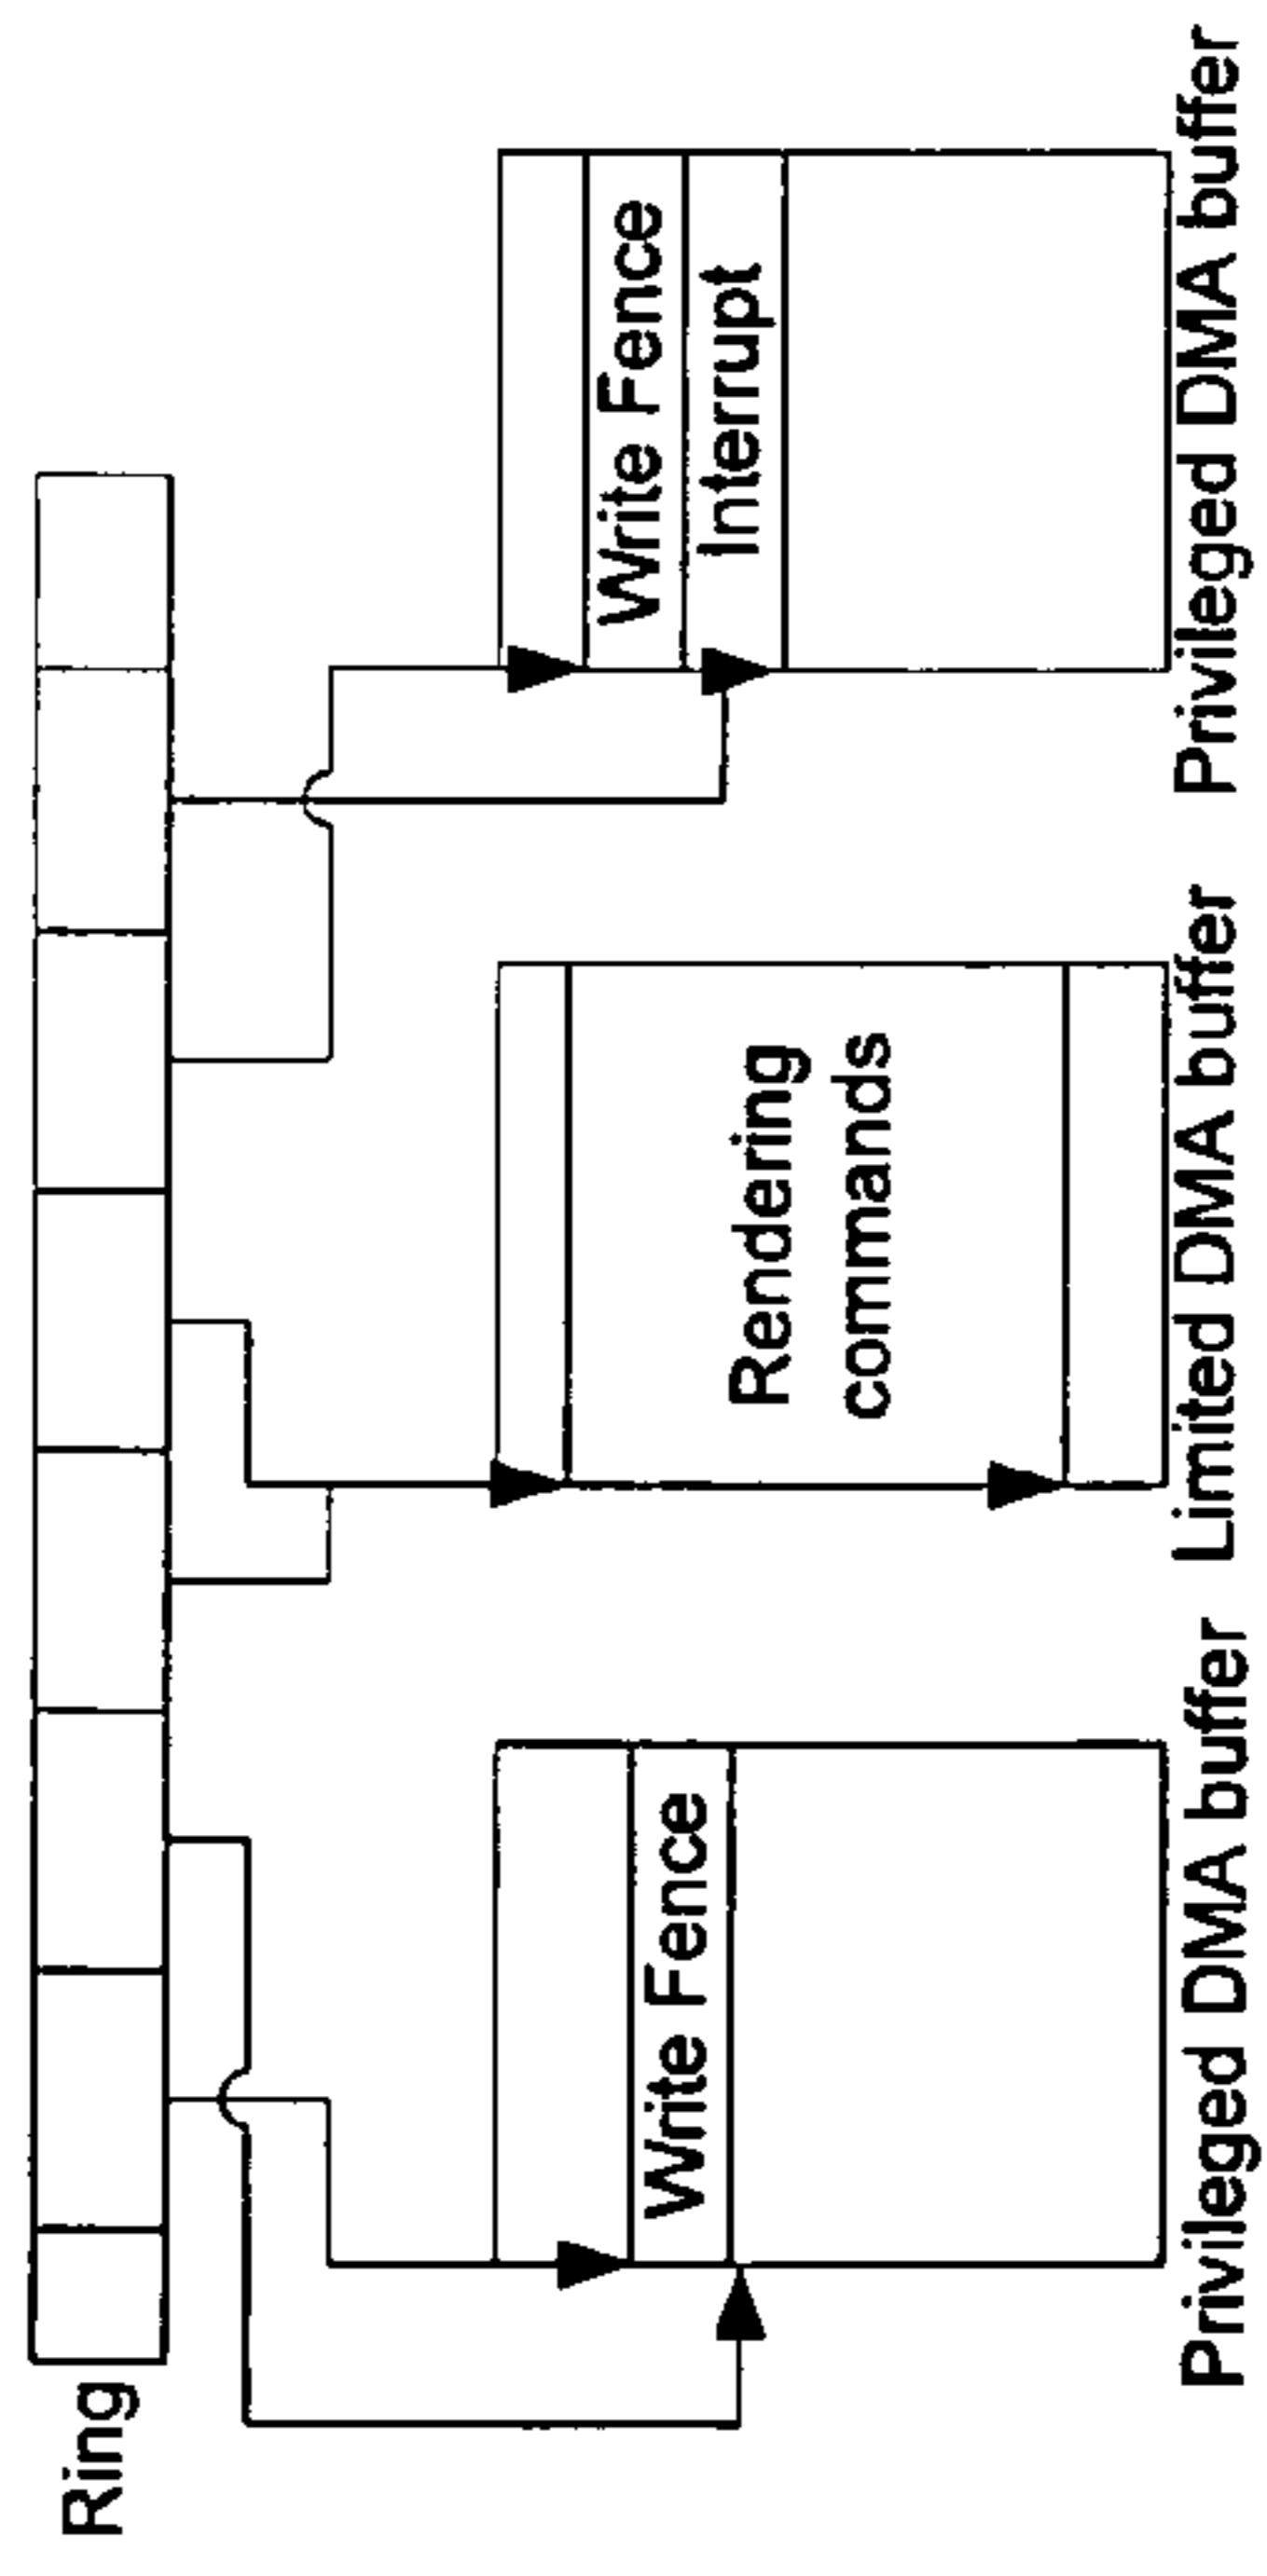 Ring
Write Fence
Rendering
commands
Write Fence
Interrupt
Privileged DMA buffer
Limited DMA buffer
Privileged DMA buffer